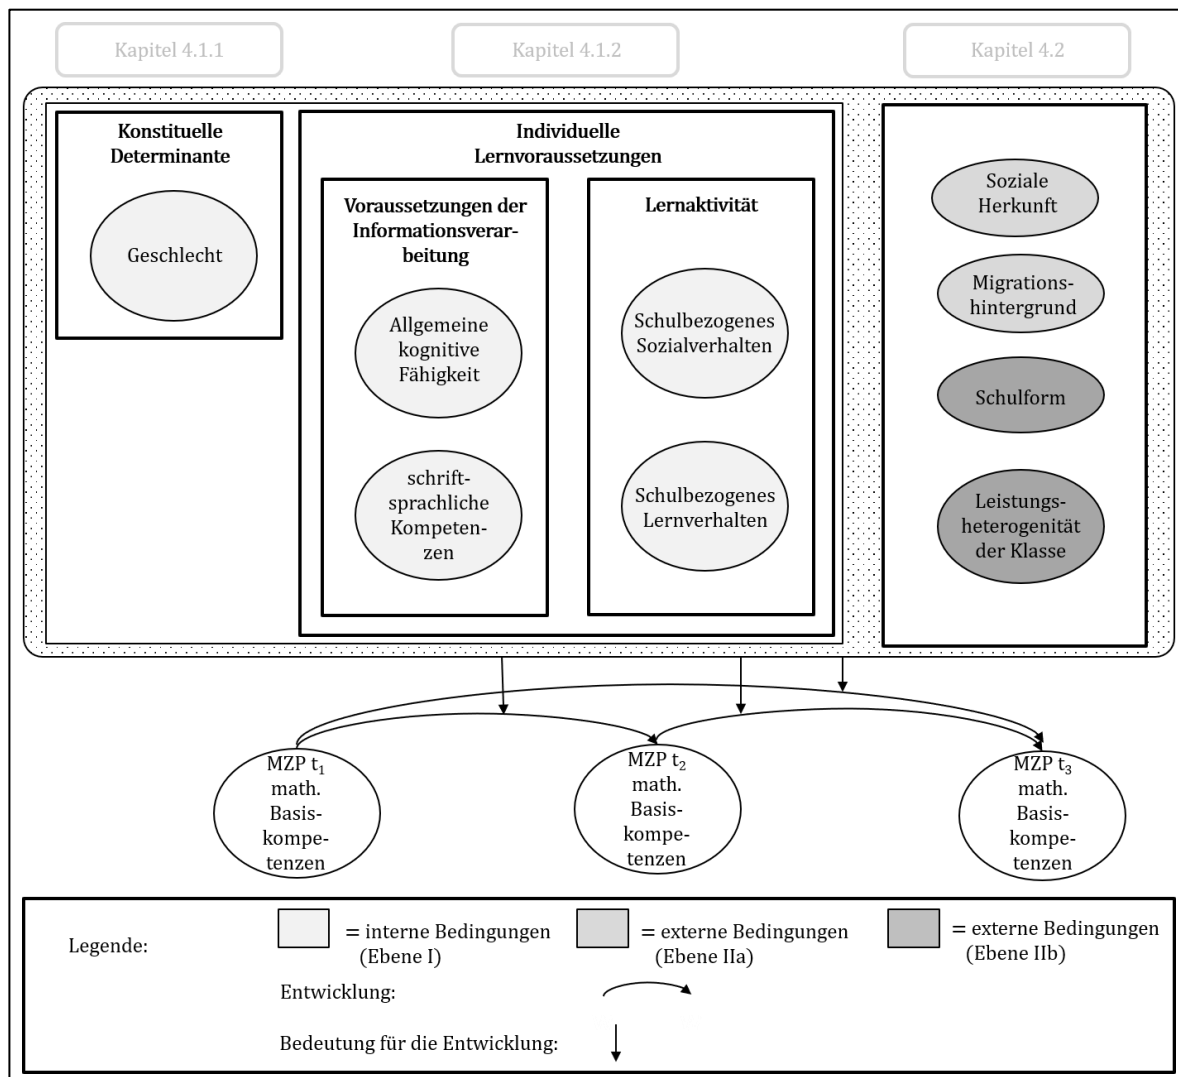 Kapitel 4.1.1
Kapitel 4.1.2
Kapitel 4.2
Konstituelle
Determinante
Geschlecht
Individuelle
Lernvoraussetzungen
Voraussetzungen der
Informationsverar-
beitung
Allgemeine
kognitive
Fähigkeit
schrift-
sprachliche
Kompeten-
zen
Lernaktivität
Schulbezogenes
Sozialverhalten
Schulbezogenes
Lernverhalten
Soziale
Herkunft
Migrations-
hintergrund
Schulform
Leistungs-
heterogenität
der Klasse
MZP t₁
math.
Basis-
kompe-
tenzen
MZP t₂
math.
Basis-
kompe-
tenzen
MZP t₃
math.
Basis-
kompe-
tenzen
Legende:
= interne Bedingungen
(Ebene I)
= externe Bedingungen
(Ebene IIa)
= externe Bedingungen
(Ebene IIb)
Entwicklung:
Bedeutung für die Entwicklung: